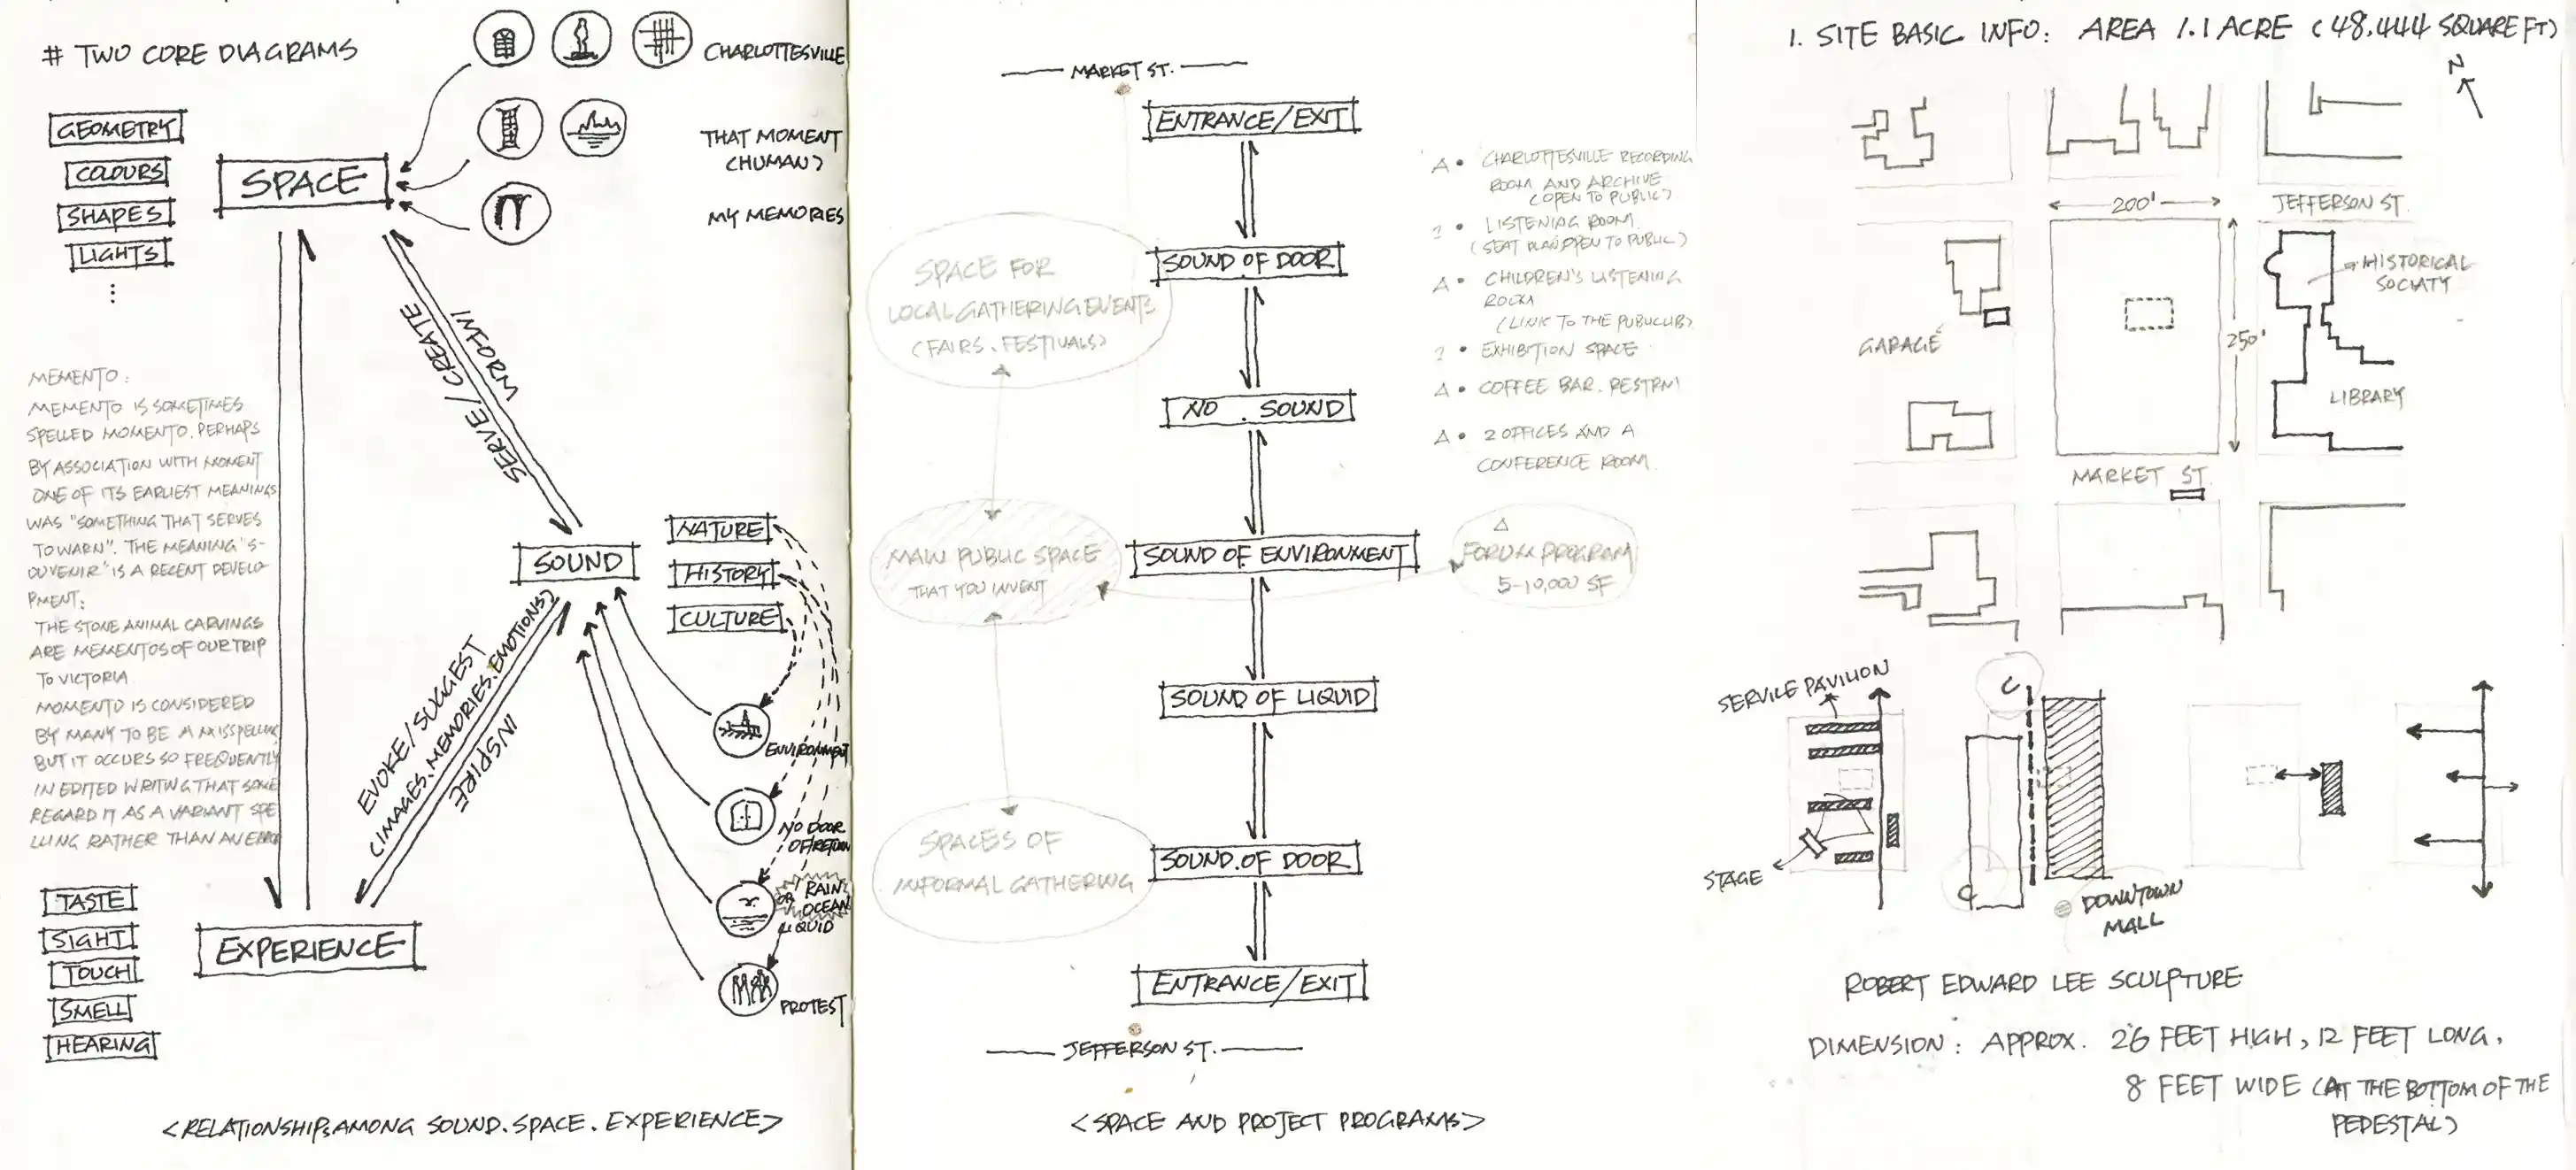 # TWO CORE DIAGRAMS
CHARLOTTESVILLE
THAT MOMENT
(HUMAN)
MY MEMORIES
GEOMETRY
COLOURS
SHAPES
LIGHTS
SPACE
SERVE/CREATE
INFORM
MEMENTO:
MEMENTO IS SOMETIMES
SPELLED MOMENTO. PERHAPS
BY ASSOCIATION WITH MOMENT
ONE OF ITS EARLIEST MEANINGS
WAS "SOMETHING THAT SERVES
TO WARN". THE MEANING "S-
OUVENIR" IS A RECENT DEVELO-
PMENT:
THE STONE ANIMAL CARVINGS
ARE MEMENTOS OF OUR TRIP
TO VICTORIA
MOMENTO IS CONSIDERED
BY MANY TO BE A MISSPELLING
BUT IT OCCURS SO FREQUENTLY
IN EDITED WRITING THAT SOME
REGARD IT AS A VARIANT SPE
LLING RATHER THAN AN ERROR
SOUND
NATURE
HISTORY
CULTURE
EVOKE/SUGGEST
(IMAGES.MEMORIES.EMOTIONS)
INSPIRE
ENVIRONMENT
NO DOOR
OF RETURN
RAIN
OR OCEAN
LIQUID
PROTEST
TASTE
SIGHT
TOUCH
SMELL
HEARING
EXPERIENCE
<RELATIONSHIPS AMONG SOUND.SPACE.EXPERIENCE>
MARKET ST.
ENTRANCE/EXIT
SOUND OF DOOR
NO . SOUND
SOUND OF ENVIRONMENT
SOUND OF LIQUID
SOUND.OF DOOR
ENTRANCE/EXIT
JEFFERSON ST.
SPACE FOR
LOCAL GATHERING EVENTS
(FAIRS.FESTIVALS)
MAIN PUBLIC SPACE
THAT YOU INVENT
SPACES OF
INFORMAL GATHERING
FORUM PROGRAM
5-10,000 SF
CHARLOTTESVILLE RECORDING
ROOM AND ARCHIVE
(OPEN TO PUBLIC)
? • LISTENING ROOM.
(SEAT PLAN,OPEN TO PUBLIC)
CHILDREN'S LISTENING
ROOM
(LINK TO THE PUBLIC LIB)
? • EXHIBITION SPACE
COFFEE BAR. RESTRM
2 OFFICES AND A
CONFERENCE ROOM.
<SPACE AND PROJECT PROGRAMS>
1. SITE BASIC INFO: AREA 1.1 ACRE (48,444 SQUARE FT)
N
200'
JEFFERSON ST.
HISTORICAL
SOCIATY
250'
GARAGE
LIBRARY
MARKET ST.
SERVILE PAVILION
STAGE
DOWNTOWN
MALL
ROBERT EDWARD LEE SCULPTURE
DIMENSION: APPROX. 26 FEET HIGH, 12 FEET LONG.
8 FEET WIDE (AT THE BOTTOM OF THE
PEDESTAL)